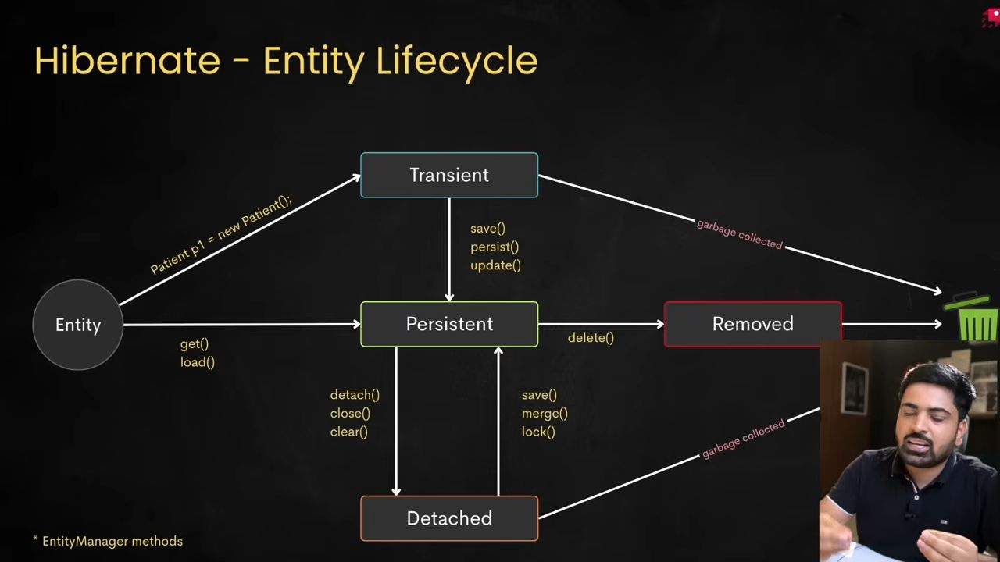 Hibernate - Entity Lifecycle
Transient
Patient p1 = new Patient();
save()
persist()
update()
garbage collected
Entity
get()
load()
Persistent
delete()
Removed
detach()
close()
clear()
save()
merge()
lock()
garbage collected
Detached
* EntityManager methods